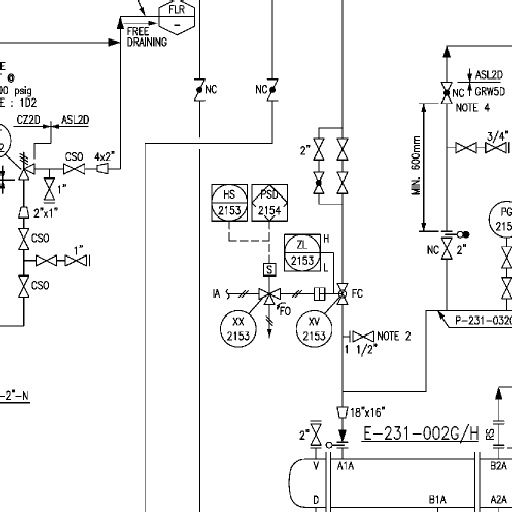 FLR
-
FREE
DRAINING
E
T @
00 psig
E : 1D2
CZ2D
ASL2D
CSO
4x2"
1"
2"x1"
CSO
1"
CSO
-2"-N
NC
NC
2"
HS
2153
PSD
2154
ZL
2153
H
L
S
IA
FO
FC
XX
2153
XV
2153
NOTE 2
1 1/2"
18"x16"
E-231-002G/H
2"
V
A1A
B2A
D
B1A
A2A
RS
ASL2D
NC
GRW5D
NOTE 4
3/4"
MIN. 600mm
NC
2"
PG
215
P-231-0320